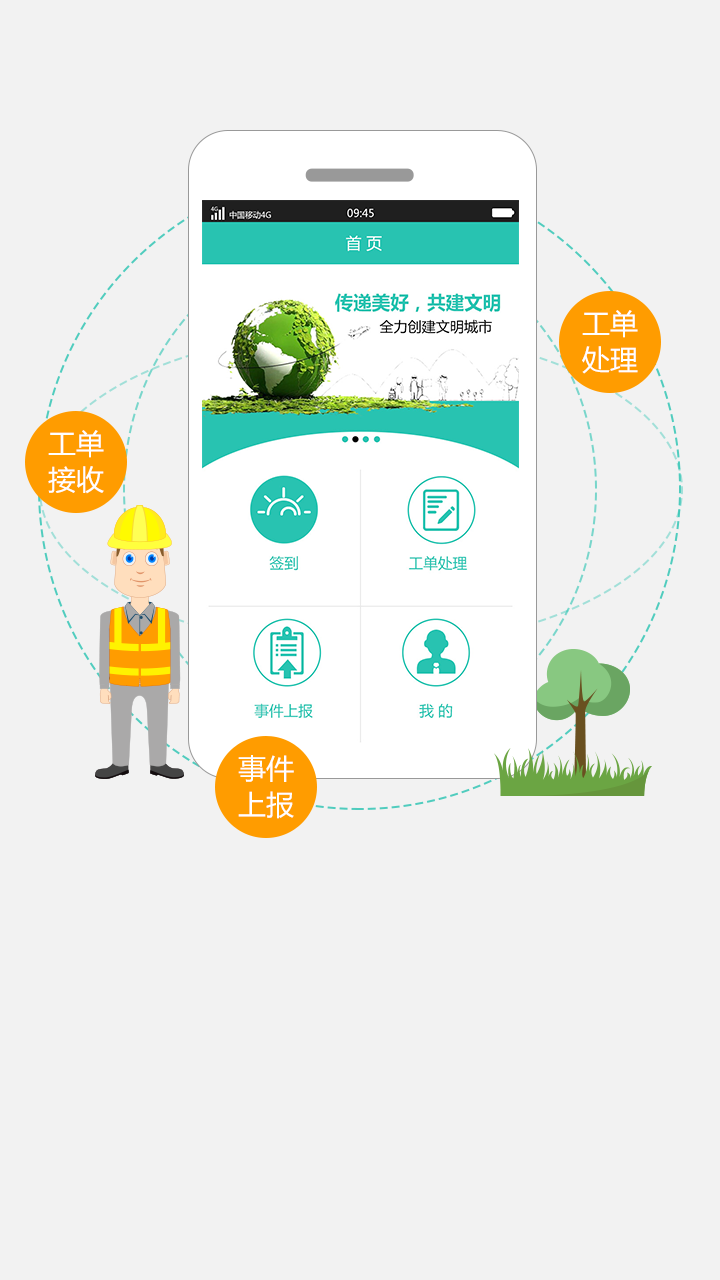 4G 中国移动4G 09:45
首 页
传递美好，共建文明
全力创建文明城市
工单
处理
工单
接收
签到
工单处理
事件上报
我 的
事件
上报